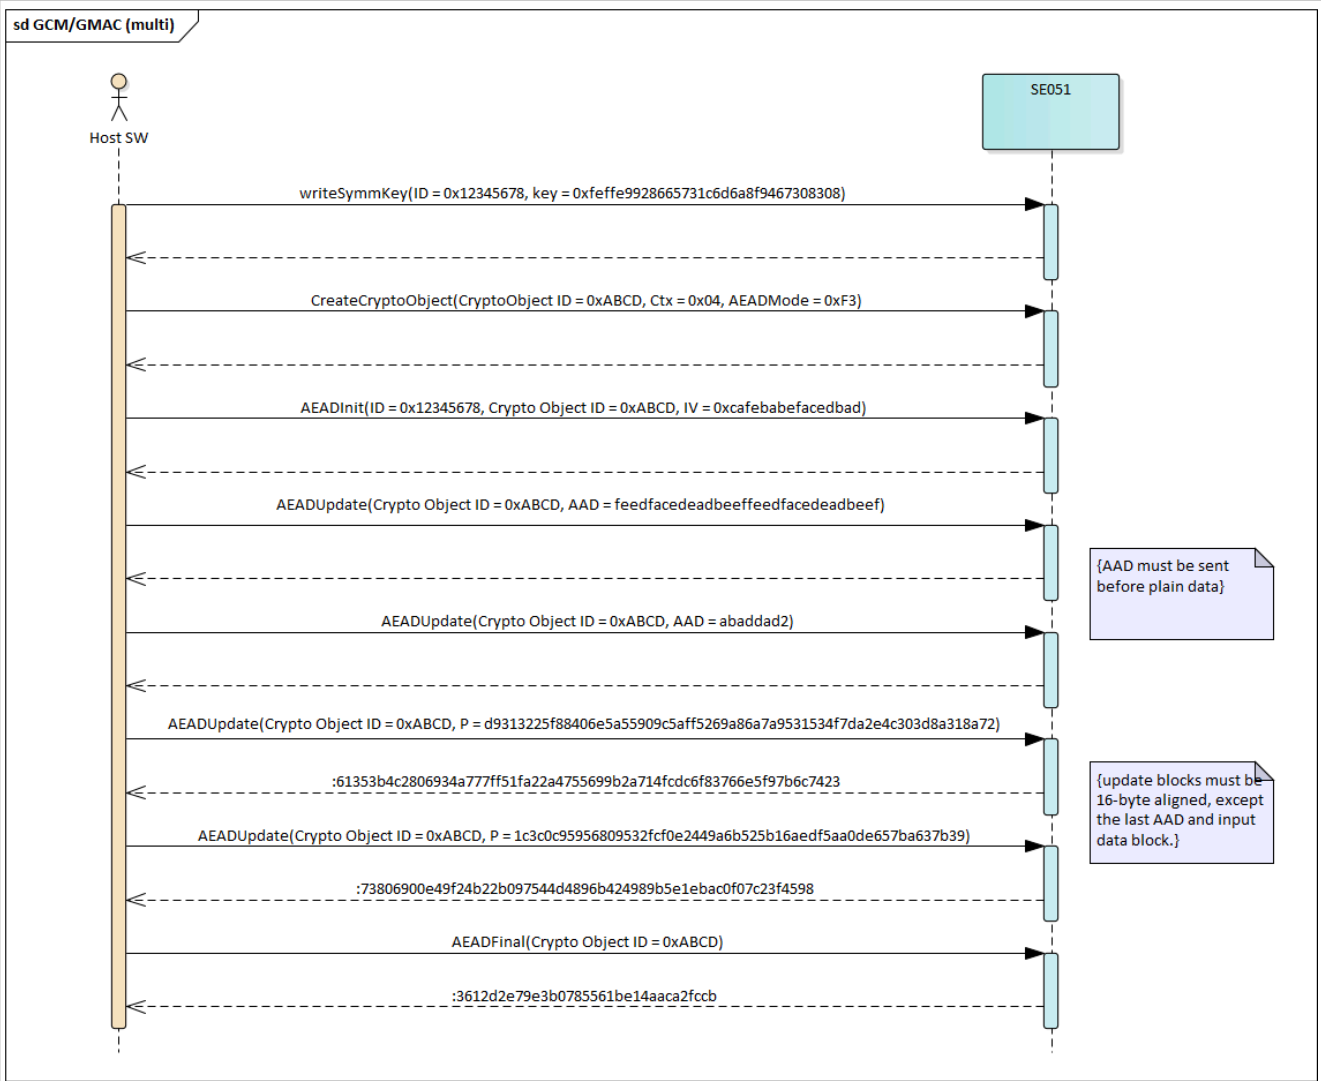 sd GCM/GMAC (multi)
SE051
Host SW
writeSymmKey(ID = 0x12345678, key = 0xfeffe9928665731c6d6a8f9467308308)
CreateCryptoObject(CryptoObject ID = 0xABCD, Ctx = 0x04, AEADMode = 0xF3)
AEADInit(ID = 0x12345678, Crypto Object ID = 0xABCD, IV = 0xcafebabefacedbad)
AEADUpdate(Crypto Object ID = 0xABCD, AAD = feedfacedeadbeeffeedfacedeadbeef)
{AAD must be sent
before plain data}
AEADUpdate(Crypto Object ID = 0xABCD, AAD = abaddad2)
AEADUpdate(Crypto Object ID = 0xABCD, P = d9313225f88406e5a55909c5aff5269a86a7a9531534f7da2e4c303d8a318a72)
:61353b4c2806934a777ff51fa22a4755699b2a714fcdc6f83766e5f97b6c7423
{update blocks must be
16-byte aligned, except
the last AAD and input
data block.}
AEADUpdate(Crypto Object ID = 0xABCD, P = 1c3c0c95956809532fcf0e2449a6b525b16aedf5aa0de657ba637b39)
:73806900e49f24b22b097544d4896b424989b5e1ebac0f07c23f4598
AEADFinal(Crypto Object ID = 0xABCD)
:3612d2e79e3b0785561be14aaca2fccb